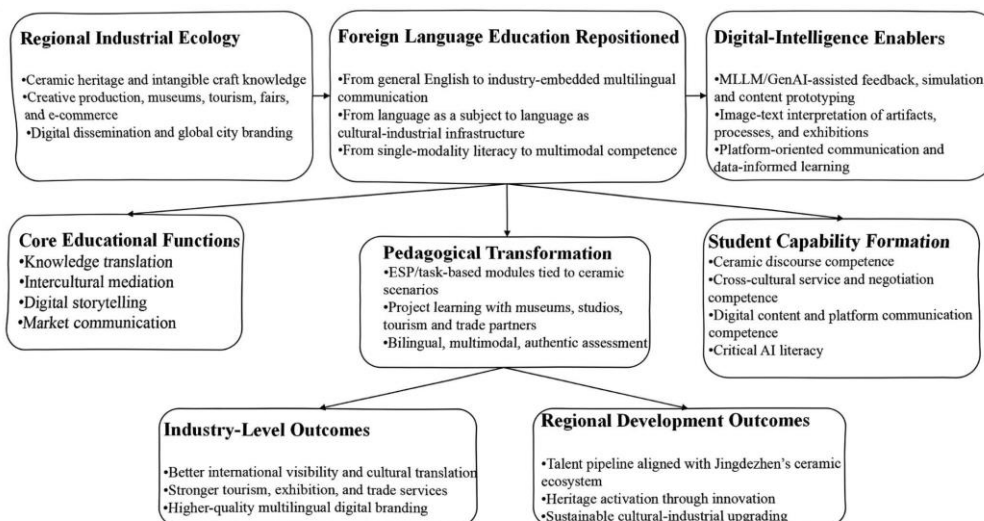 Regional Industrial Ecology
•Ceramic heritage and intangible craft knowledge
•Creative production, museums, tourism, fairs,
and e-commerce
•Digital dissemination and global city branding
Foreign Language Education Repositioned
•From general English to industry-embedded multilingual
communication
•From language as a subject to language as
cultural-industrial infrastructure
•From single-modality literacy to multimodal competence
Digital-Intelligence Enablers
•MLLM/GenAI-assisted feedback, simulation
and content prototyping
•Image-text interpretation of artifacts,
processes, and exhibitions
•Platform-oriented communication and
data-informed learning
Core Educational Functions
•Knowledge translation
•Intercultural mediation
•Digital storytelling
•Market communication
Pedagogical Transformation
•ESP/task-based modules tied to ceramic
scenarios
•Project learning with museums, studios,
tourism and trade partners
•Bilingual, multimodal, authentic assessment
Student Capability Formation
•Ceramic discourse competence
•Cross-cultural service and negotiation
competence
•Digital content and platform communication
competence
•Critical AI literacy
Industry-Level Outcomes
•Better international visibility and cultural translation
•Stronger tourism, exhibition, and trade services
•Higher-quality multilingual digital branding
Regional Development Outcomes
•Talent pipeline aligned with Jingdezhen’s ceramic
ecosystem
•Heritage activation through innovation
•Sustainable cultural-industrial upgrading